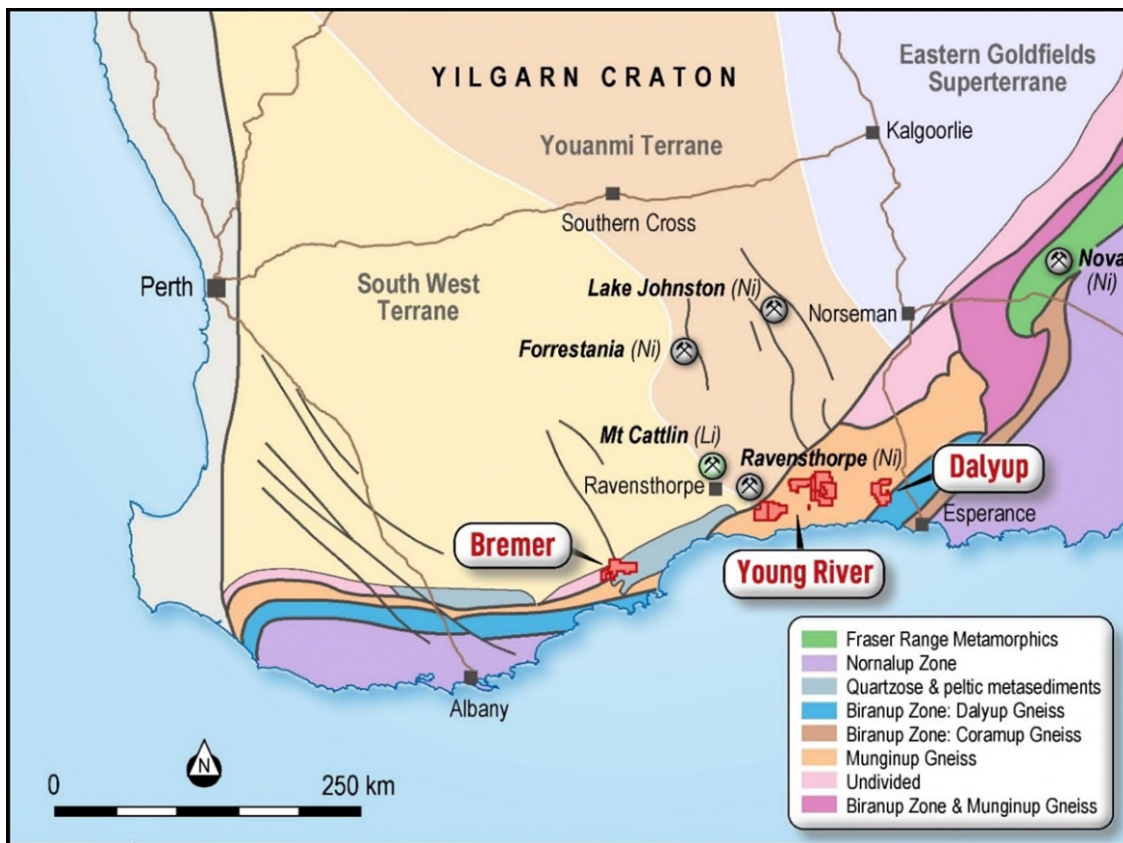 Eastern Goldfields
Superterrane
YILGARN CRATON
Kalgoorlie
Youanmi Terrane
Southern Cross
Nova
(Ni)
Perth
South West
Terrane
Lake Johnston (Ni)
Norseman
Forrestania (Ni)
Mt Cattlin (Li)
Ravensthorpe (Ni)
Ravensthorpe
Dalyup
Esperance
Bremer
Young River
Albany
Fraser Range Metamorphics
Nornalup Zone
Quartzose & peltic metasediments
Biranup Zone: Dalyup Gneiss
Biranup Zone: Coramup Gneiss
Munginup Gneiss
Undivided
Biranup Zone & Munginup Gneiss
N
0 250 km